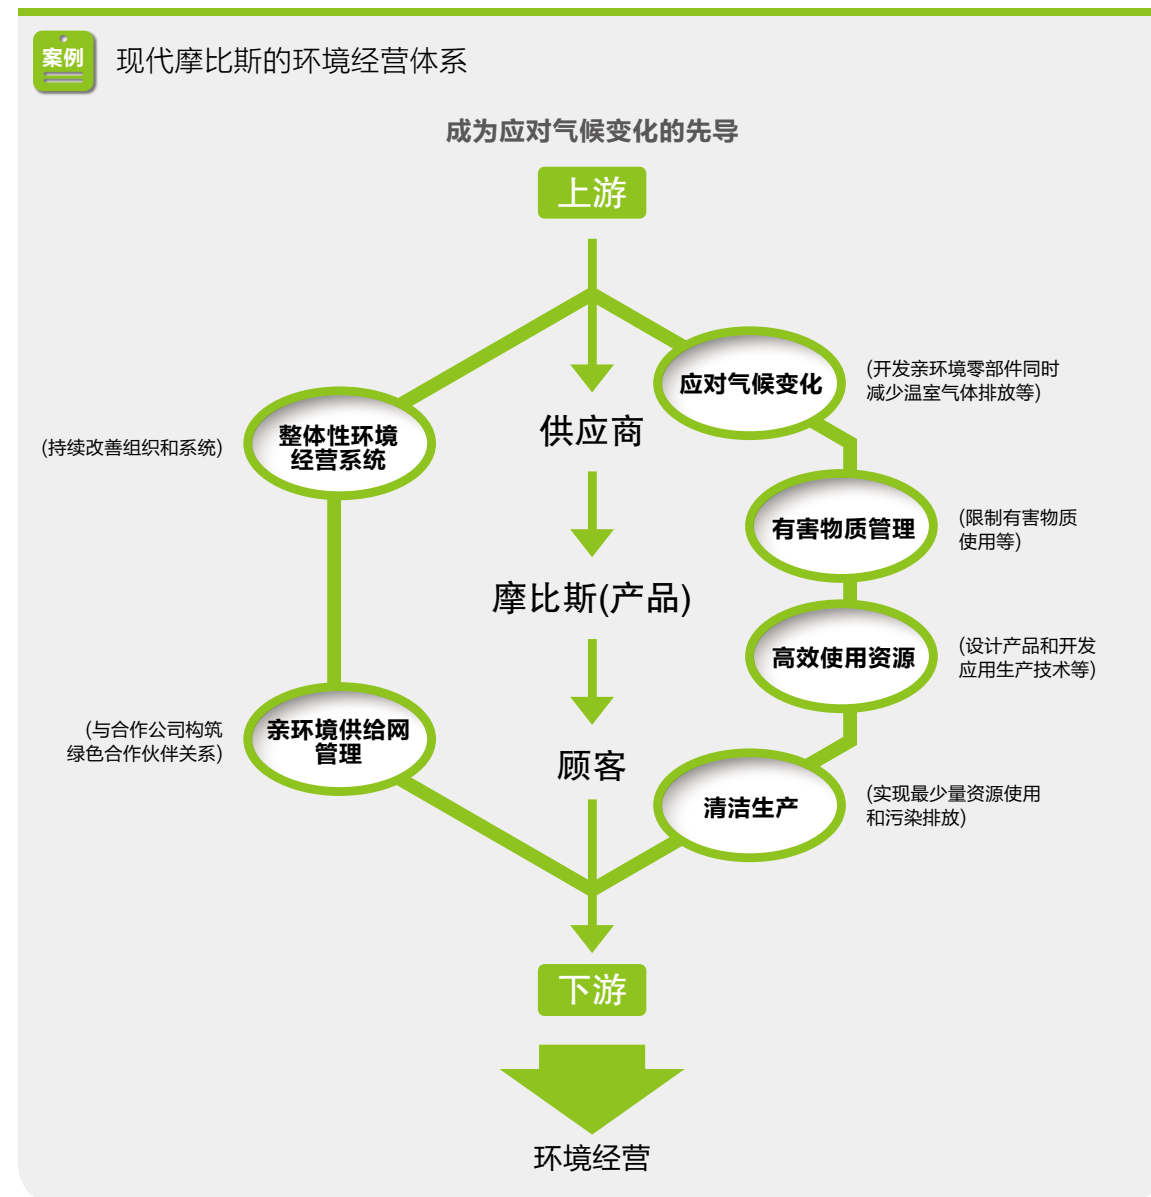 案例
现代摩比斯的环境经营体系
成为应对气候变化的先导
上游
应对气候变化
(开发亲环境零部件同时
减少温室气体排放等)
供应商
整体性环境
经营系统
(持续改善组织和系统)
有害物质管理
(限制有害物质
使用等)
摩比斯(产品)
高效使用资源
(设计产品和开发
应用生产技术等)
亲环境供给网
管理
(与合作公司构筑
绿色合作伙伴关系)
顾客
清洁生产
(实现最少量资源使用
和污染排放)
下游
环境经营